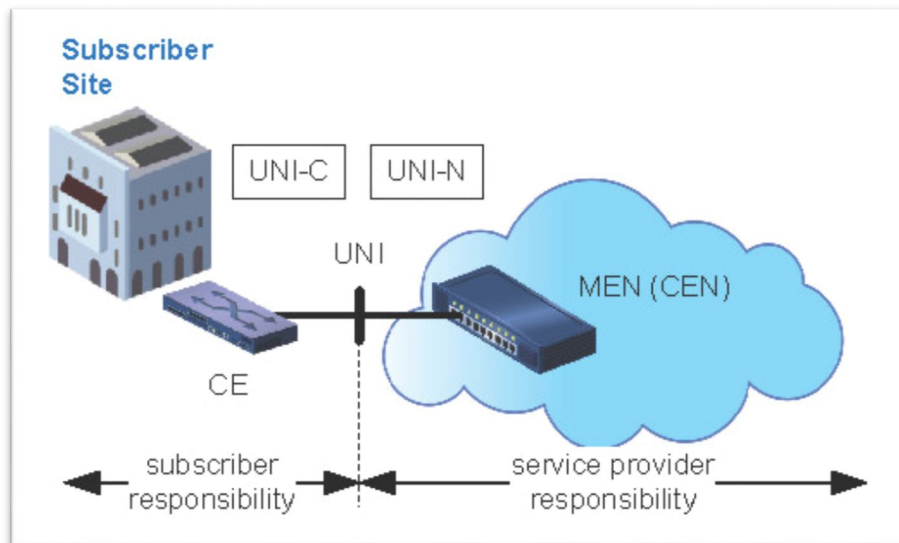 Subscriber
Site
UNI-C
UNI-N
UNI
MEN (CEN)
CE
subscriber
responsibility
service provider
responsibility